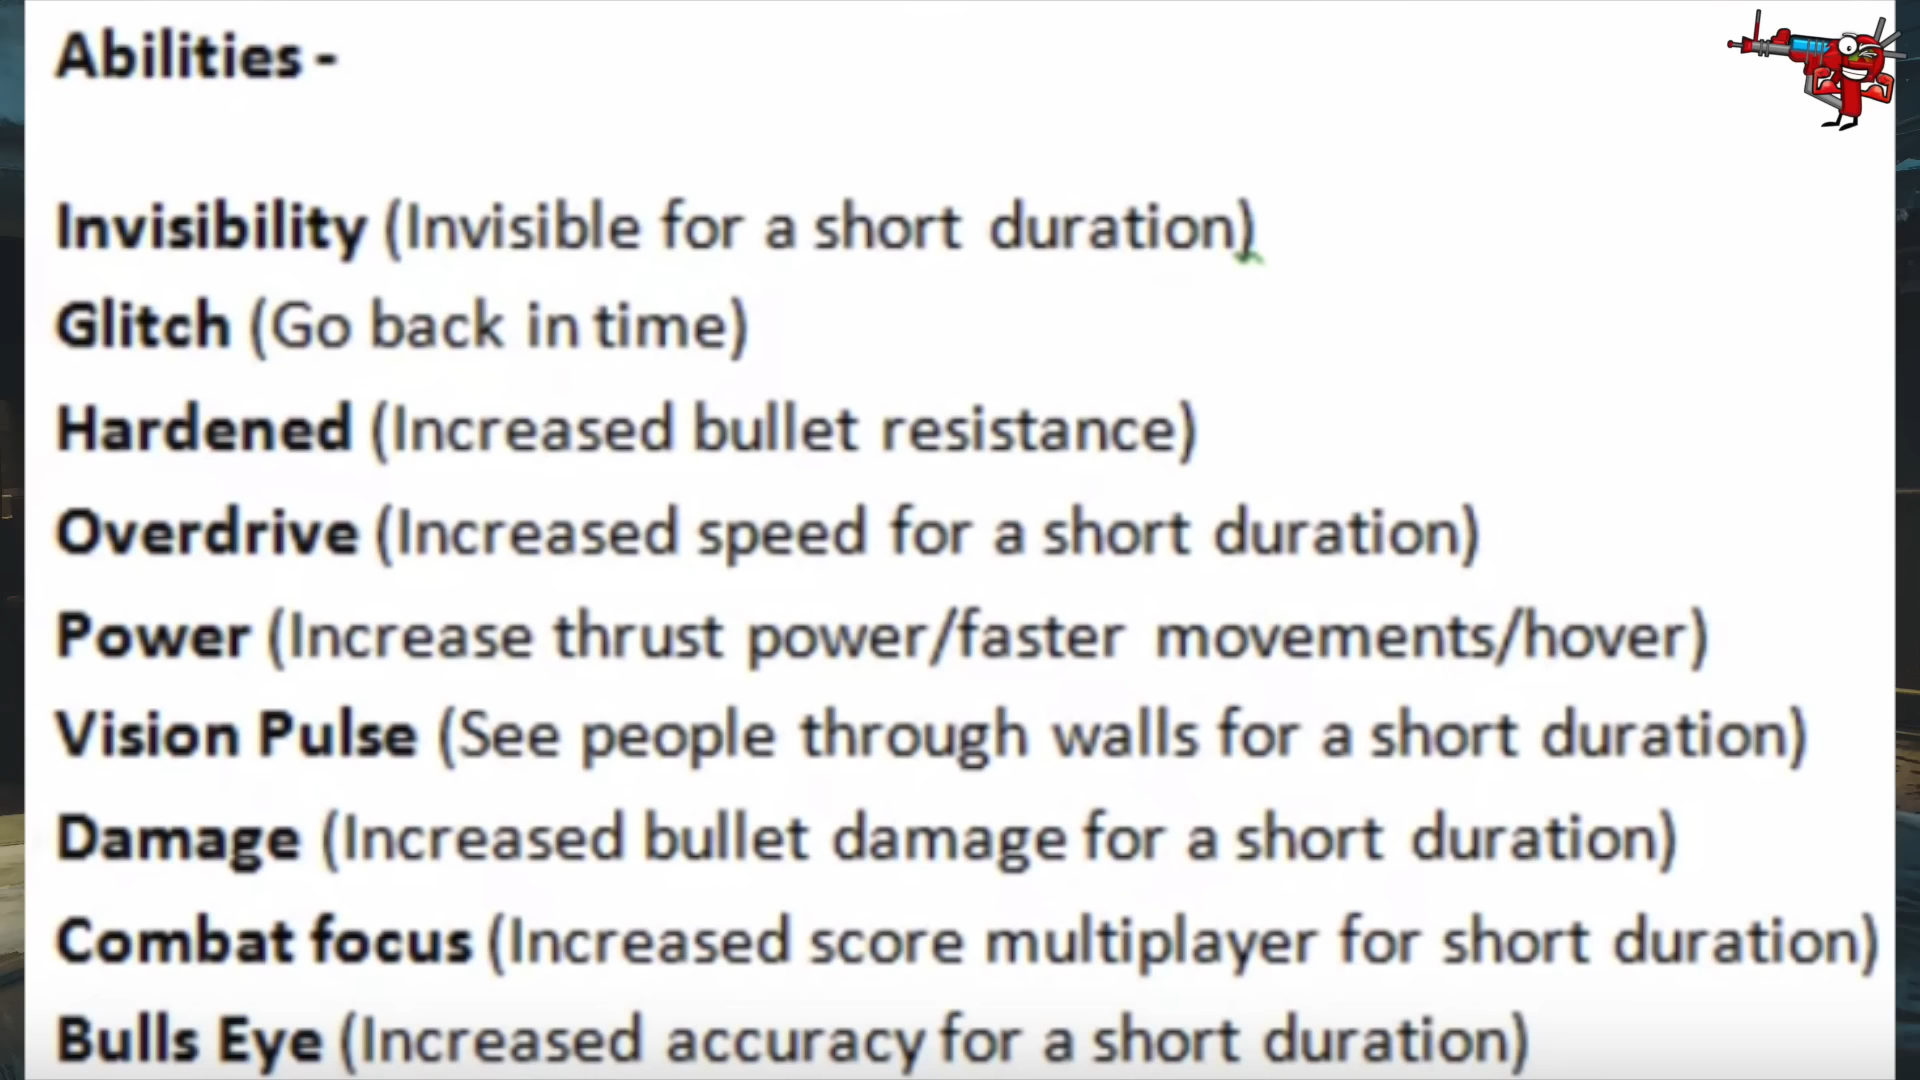 Abilities -
Invisibility (Invisible for a short duration)
Glitch (Go back in time)
Hardened (Increased bullet resistance)
Overdrive (Increased speed for a short duration)
Power (Increase thrust power/faster movements/hover)
Vision Pulse (See people through walls for a short duration)
Damage (Increased bullet damage for a short duration)
Combat focus (Increased score multiplayer for short duration)
Bulls Eye (Increased accuracy for a short duration)